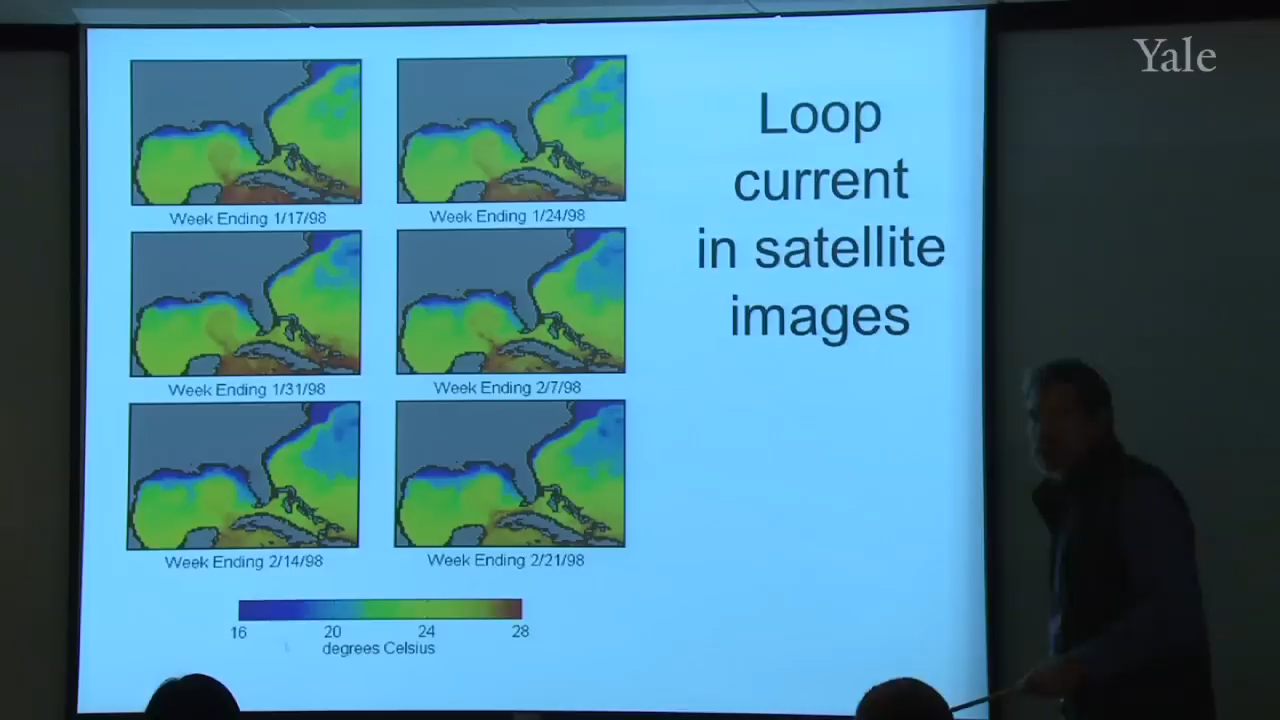 Yale
Loop
current
in satellite
images
Week Ending 1/17/98
Week Ending 1/24/98
Week Ending 1/31/98
Week Ending 2/7/98
Week Ending 2/14/98
Week Ending 2/21/98
16 20 24 28
degrees Celsius